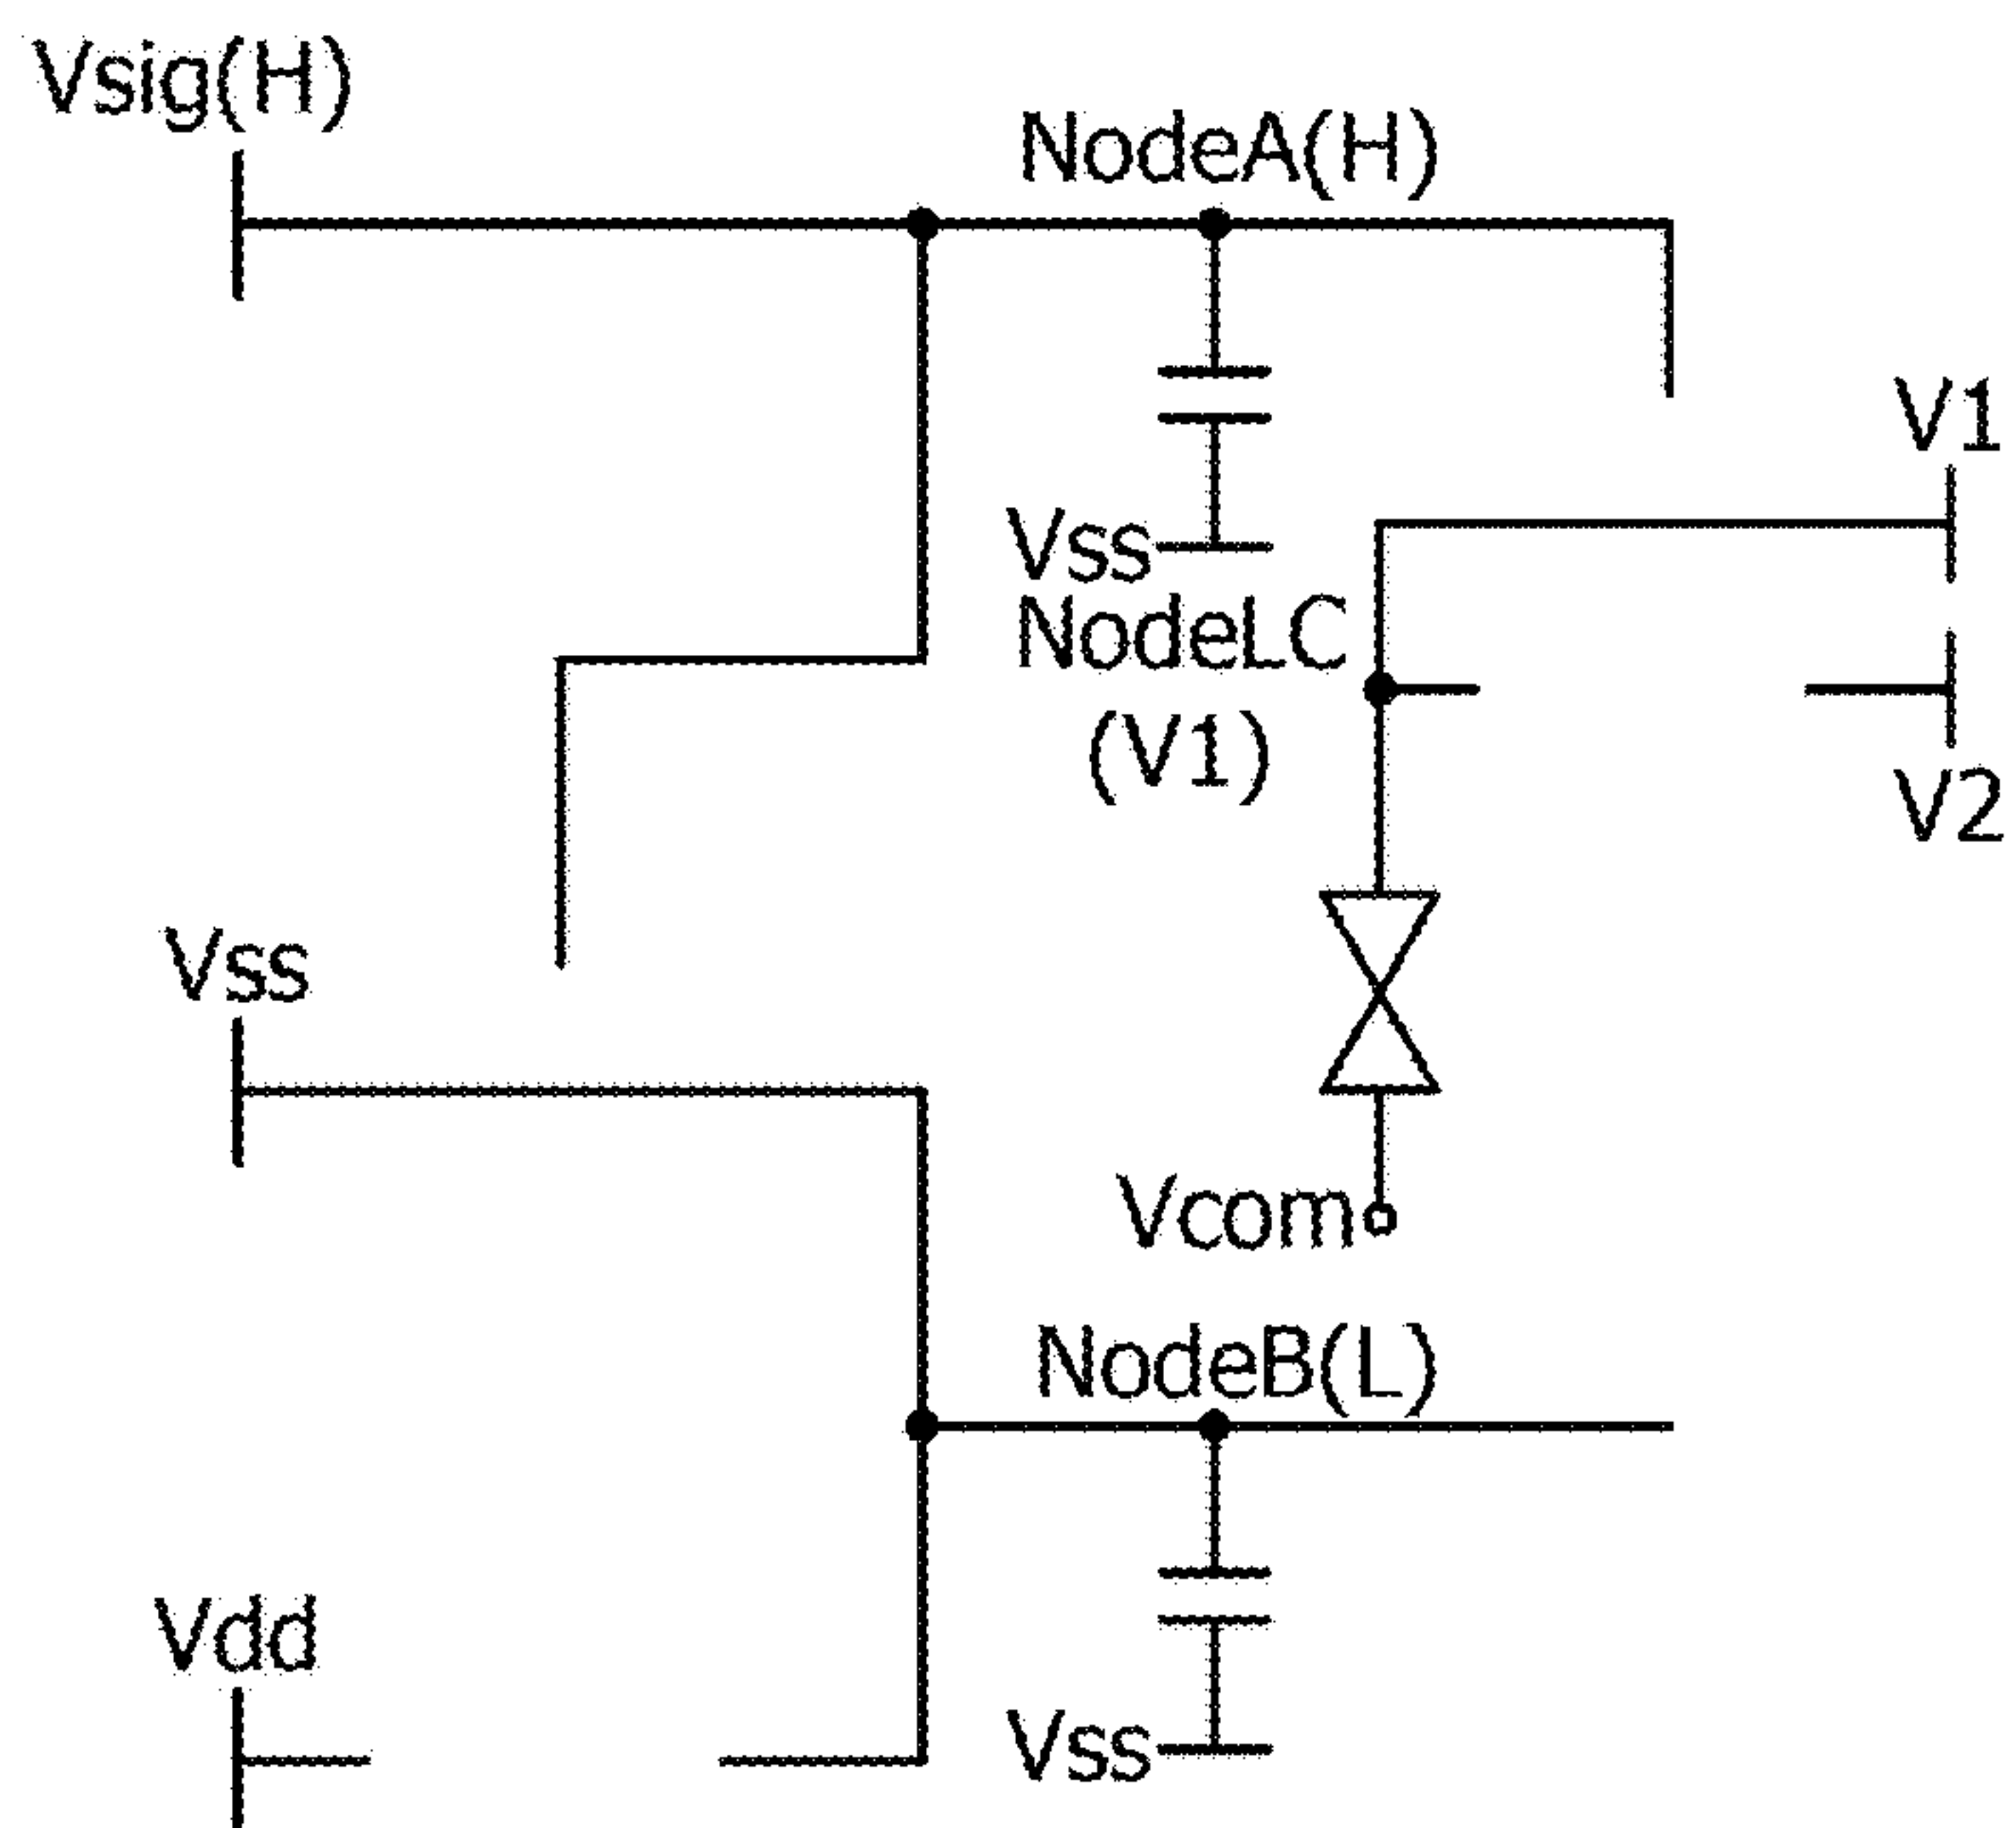 Vsig(H)
NodeA(H)
V1
Vss
NodeLC
(V1)
V2
Vss
Vcom
NodeB(L)
Vdd
Vss